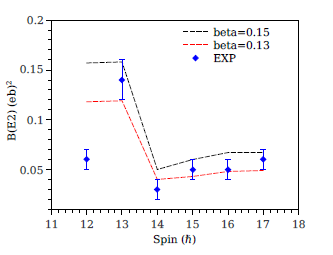 0.2
beta=0.15
beta=0.13
EXP
0.15
0.1
0.05
B(E2) (eb)²
11 12 13 14 15 16 17 18
Spin (ℏ)